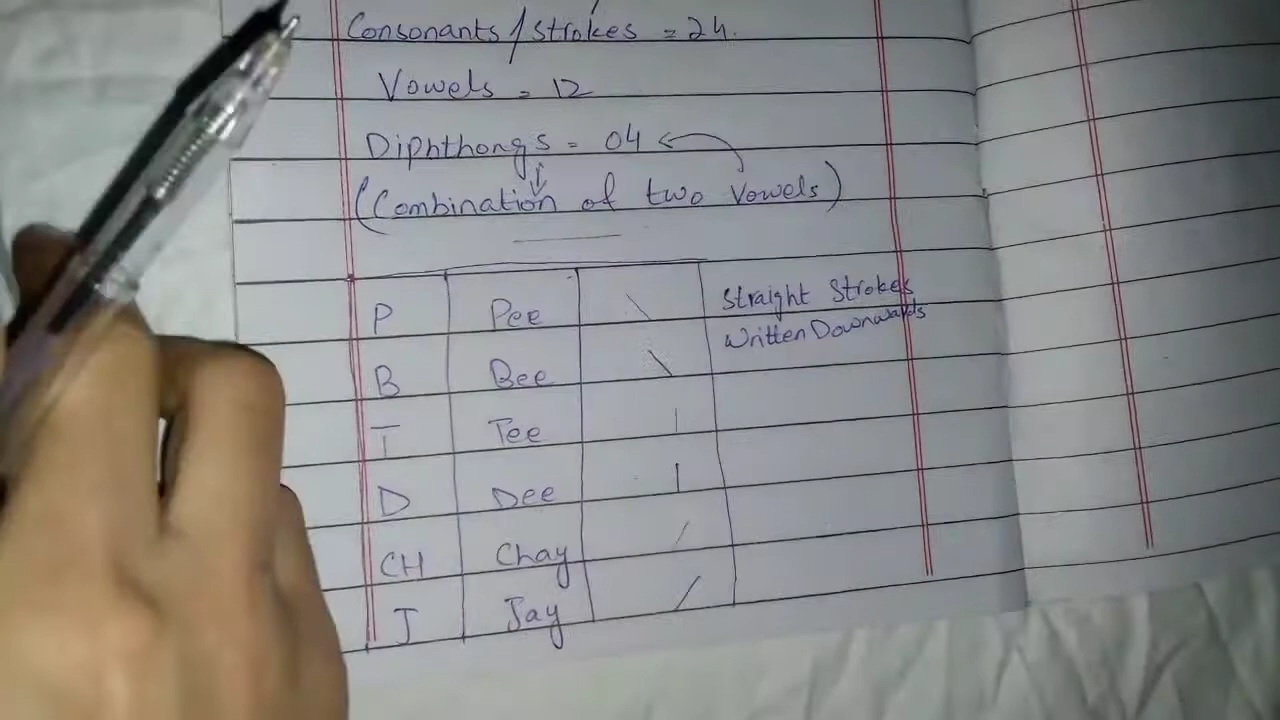 Consonants/Strokes = 24.
Vowels = 12
Diphthongs = 04
(Combination of two Vowels)
P Pee \ Straight Strokes
Written Downwards
B Bee \
T Tee |
D Dee |
CH Chay /
J Jay /